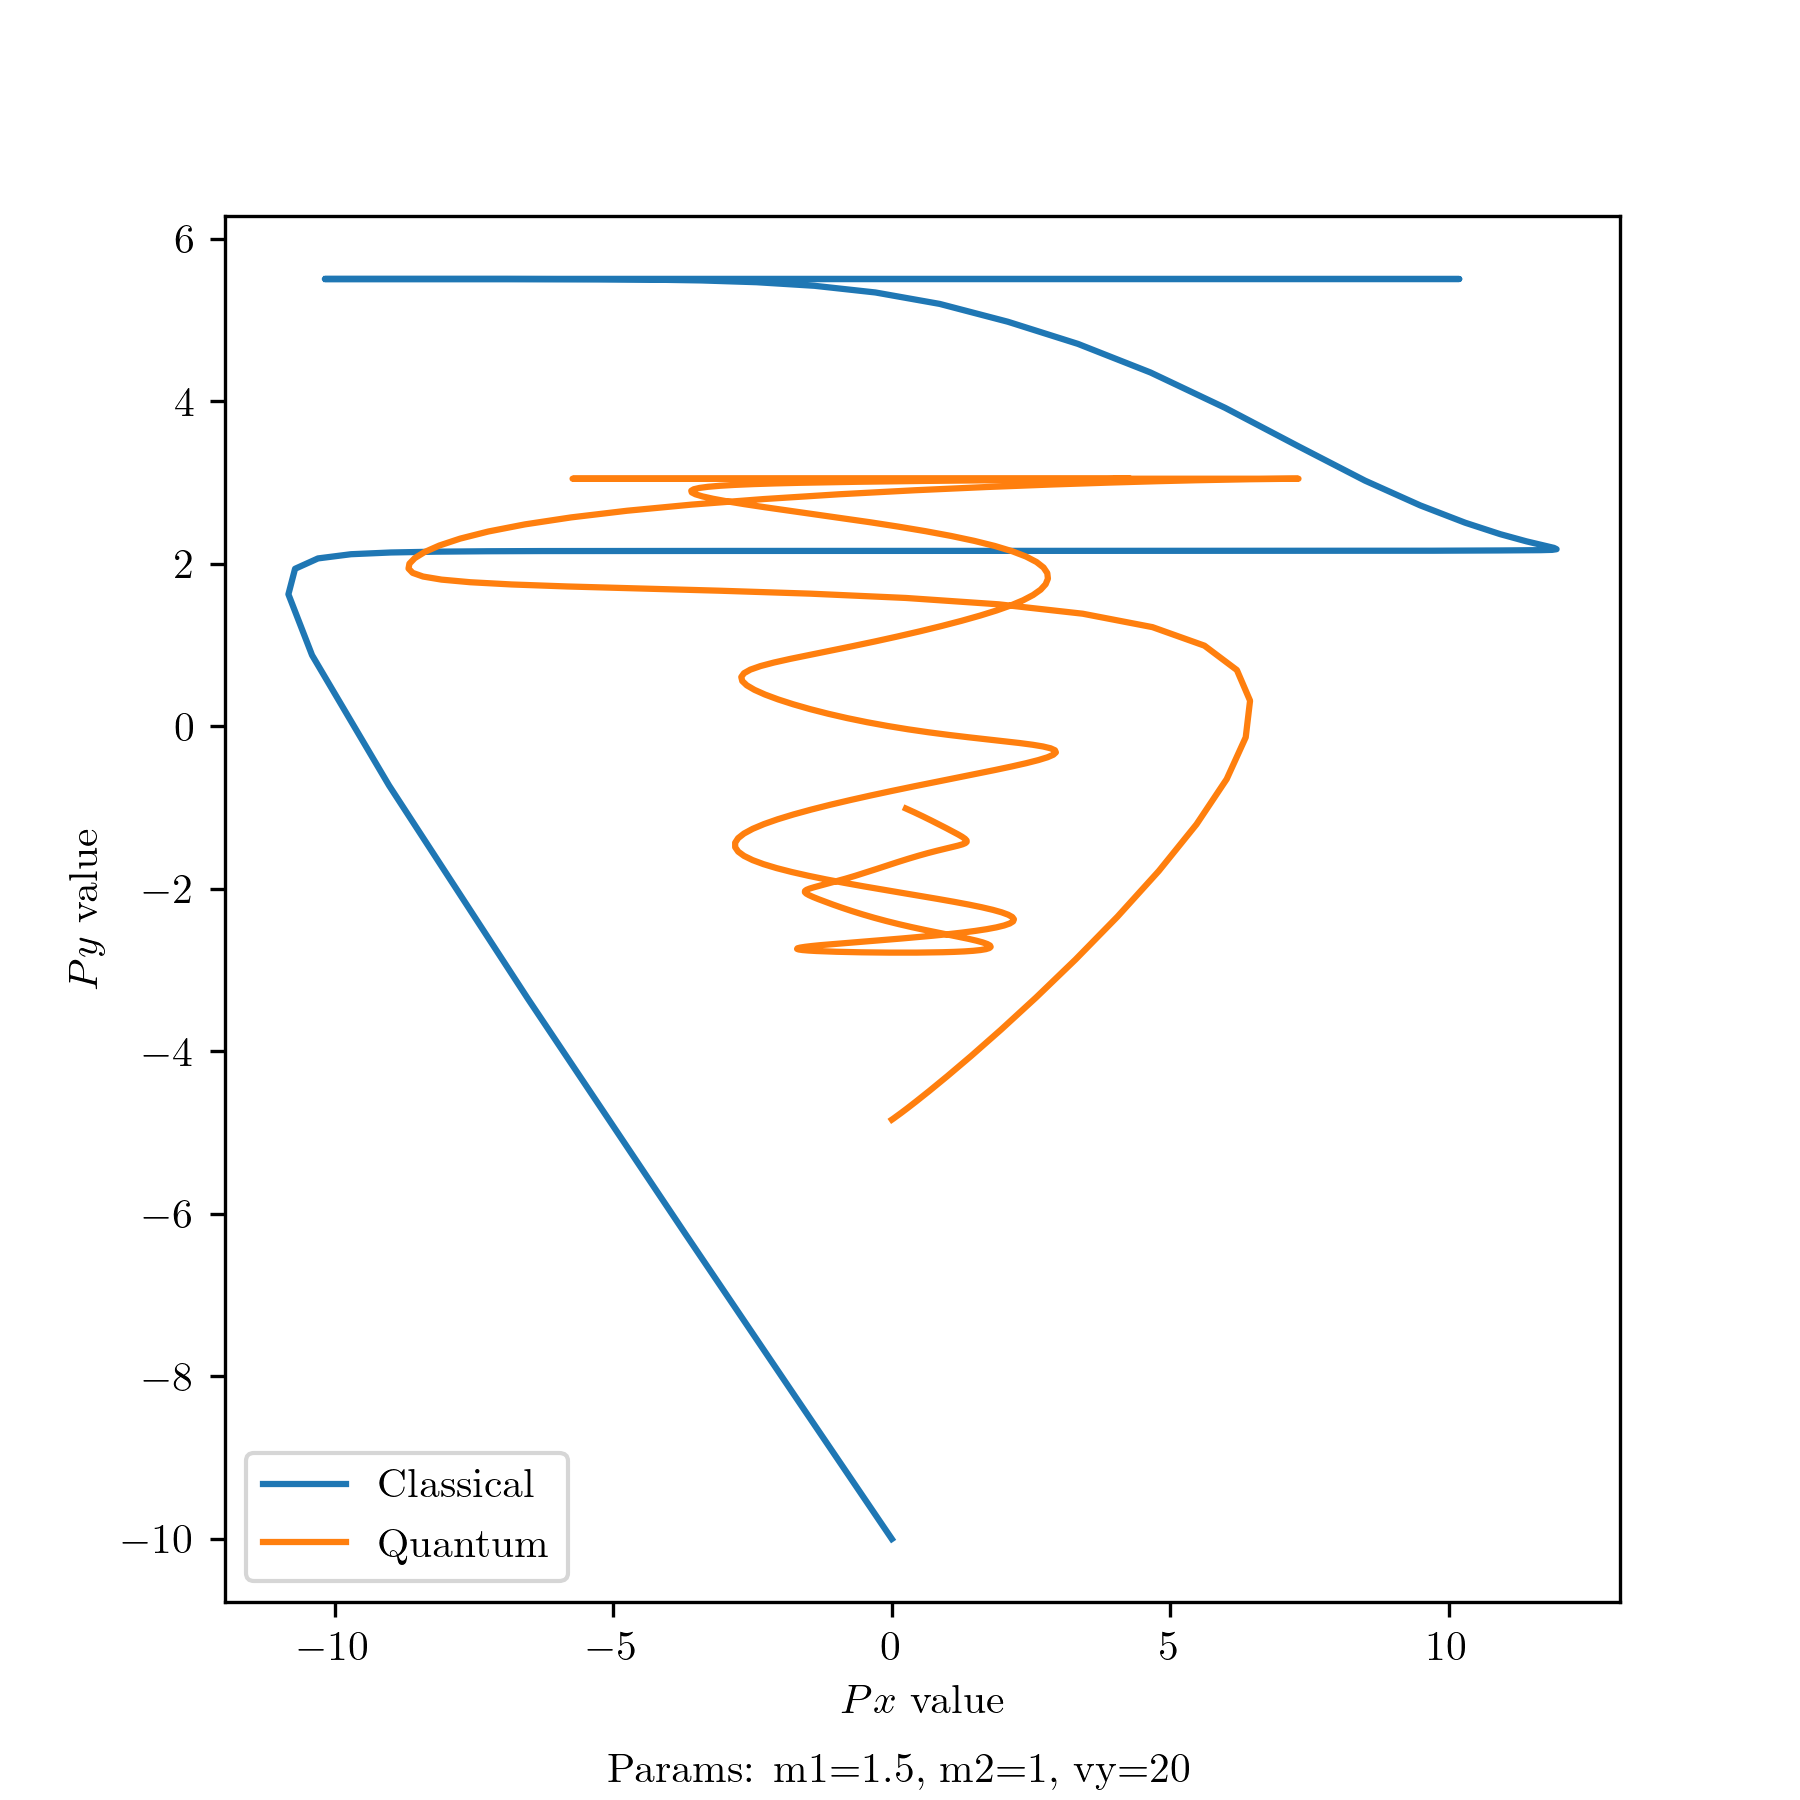 6
4
2
0
−2
−4
−6
−8
−10
Py value
Classical
Quantum
−10 −5 0 5 10
Px value
Params: m1=1.5, m2=1, vy=20